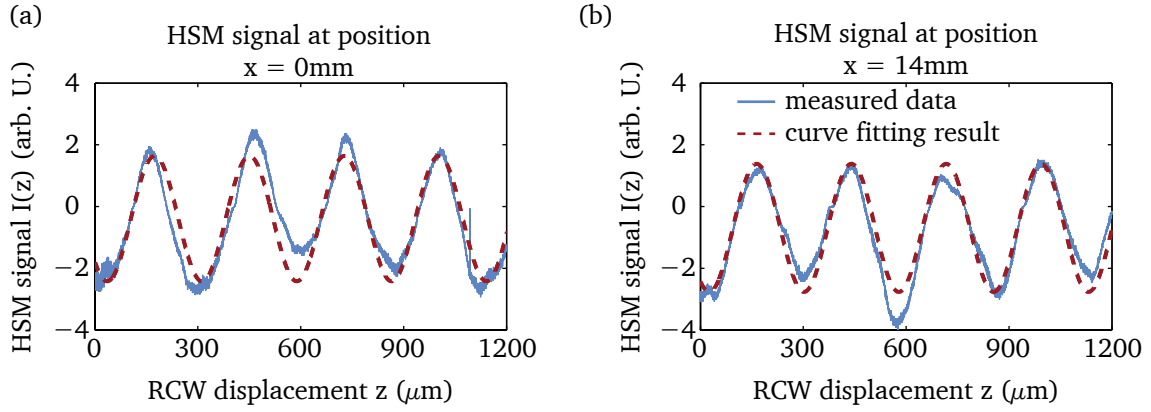 (a)
HSM signal at position
x = 0mm
HSM signal I(z) (arb. U.)
4
2
0
−2
−4
0 300 600 900 1200
RCW displacement z (μm)
(b)
HSM signal at position
x = 14mm
measured data
curve fitting result
HSM signal I(z) (arb. U.)
4
2
0
−2
−4
0 300 600 900 1200
RCW displacement z (μm)